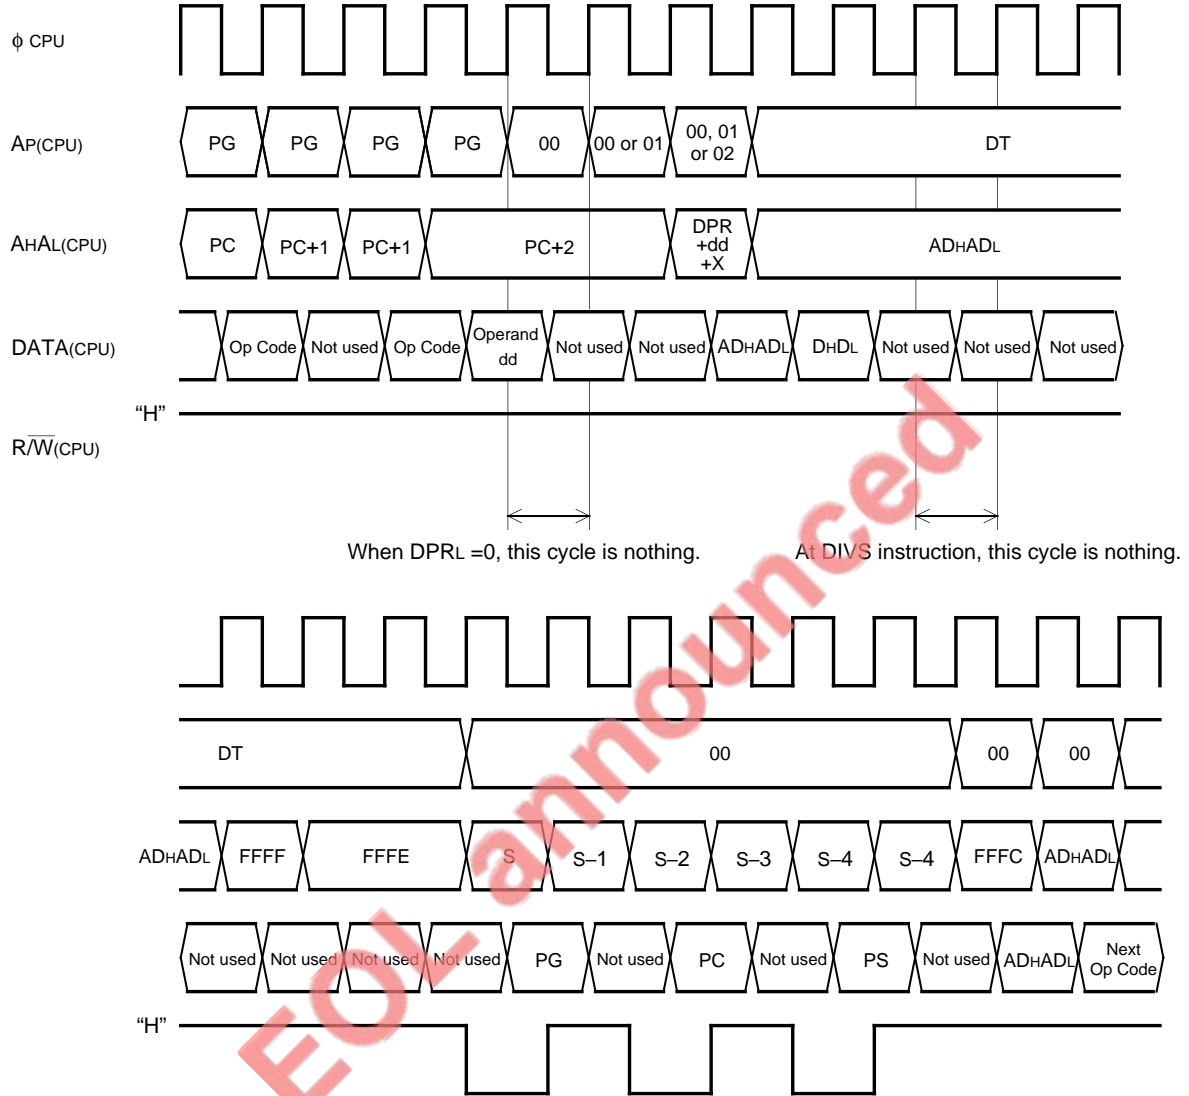 ϕ CPU
AP(CPU)
PG PG PG PG 00 00 or 01 00, 01 or 02 DT
AHAL(CPU)
PC PC+1 PC+1 PC+2 DPR +dd +X ADHADL
DATA(CPU)
Op Code Not used Op Code Operand dd Not used Not used ADHADL DHDL Not used Not used Not used
“H”
R/W̅(CPU)
When DPRL =0, this cycle is nothing.
At DIVS instruction, this cycle is nothing.
DT 00 00 00
ADHADL FFFF FFFE S S–1 S–2 S–3 S–4 S–4 FFFC ADHADL
Not used Not used Not used Not used PG Not used PC Not used PS Not used ADHADL Next Op Code
“H”
EOL announced